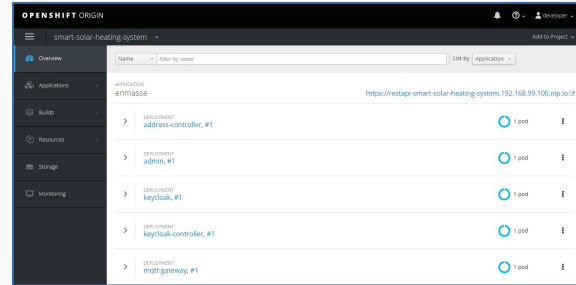 OPENSHIFT ORIGIN
developer
smart-solar-heating-system
Add to Project
Overview
Name
Filter by name
List by
Application
Applications
APPLICATION
enmasse
https://restapi-smart-solar-heating-system.192.168.99.100.nip.io
Builds
DEPLOYMENT
address-controller, #1
1 pod
Resources
DEPLOYMENT
admin, #1
1 pod
Storage
Monitoring
DEPLOYMENT
keycloak, #1
1 pod
DEPLOYMENT
keycloak-controller, #1
1 pod
DEPLOYMENT
mqtt-gateway, #1
1 pod